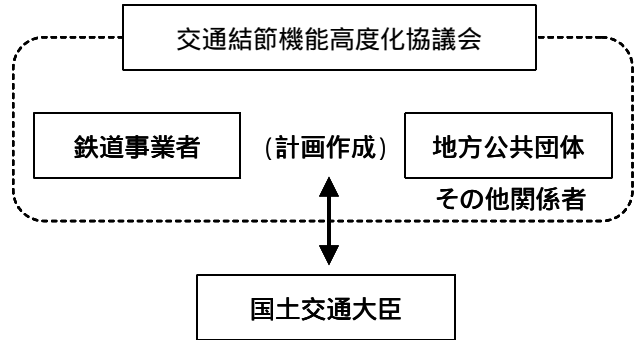 交通結節機能高度化協議会
鉄道事業者
(計画作成)
地方公共団体
その他関係者
国土交通大臣